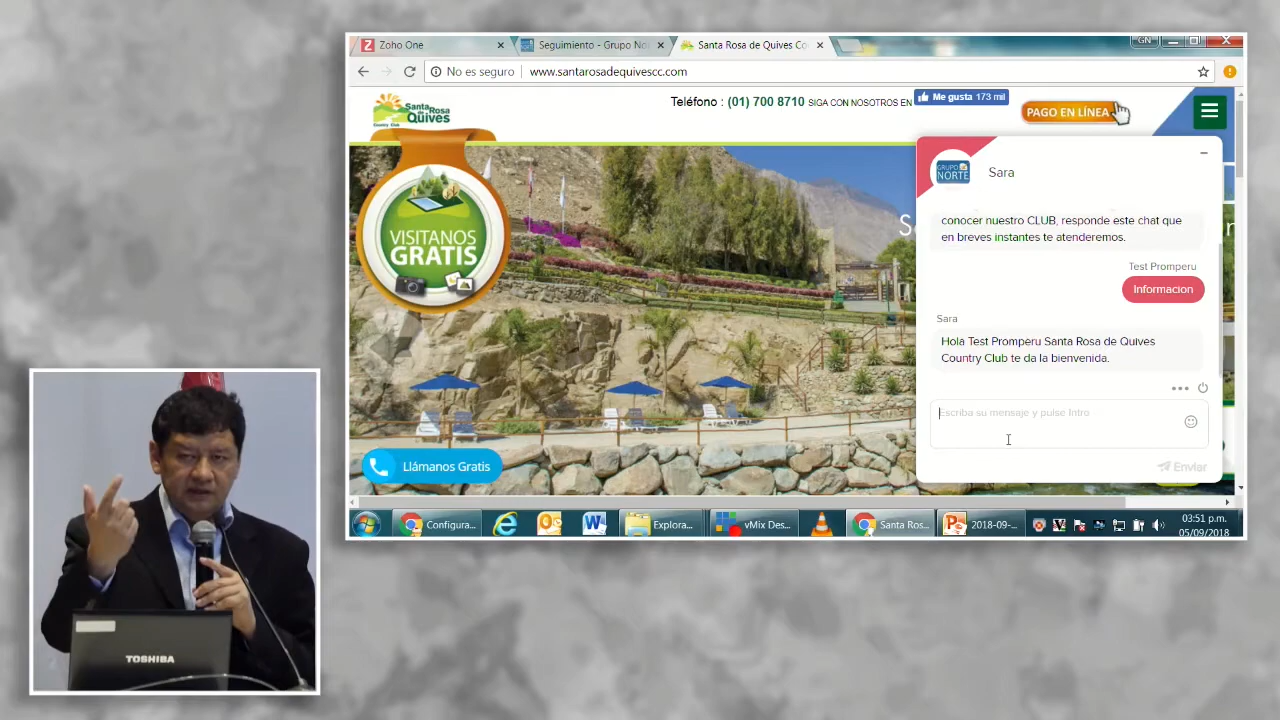 Zoho One
Seguimiento - Grupo No
Santa Rosa de Quives Co
GN
No es seguro
www.santarosadequivescc.com
Santa Rosa
de Quives
Country Club
Teléfono : (01) 700 8710 SIGA CON NOSOTROS EN
Me gusta 173 mil
PAGO EN LÍNEA
VISITANOS
GRATIS
GRUPO
NORTE
Sara
conocer nuestro CLUB, responde este chat que
en breves instantes te atenderemos.
Test Promperu
Informacion
Sara
Hola Test Promperu Santa Rosa de Quives
Country Club te da la bienvenida.
Escriba su mensaje y pulse Intro
Enviar
Llámanos Gratis
Configura...
Explora...
vMix Des...
Santa Ros...
2018-09-...
03:51 p.m.
05/09/2018
TOSHIBA